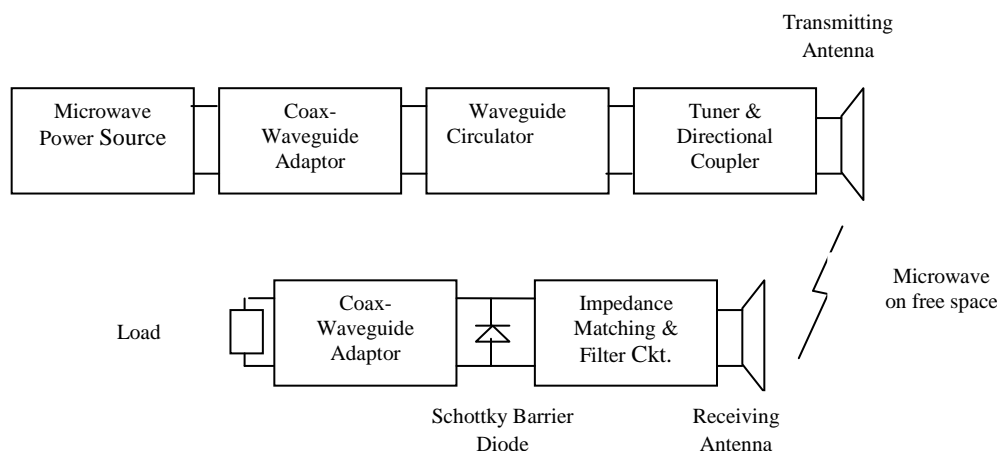 Transmitting
Antenna
Microwave
Power Source
Coax-
Waveguide
Adaptor
Waveguide
Circulator
Tuner &
Directional
Coupler
Microwave
on free space
Load
Coax-
Waveguide
Adaptor
Impedance
Matching &
Filter Ckt.
Schottky Barrier
Diode
Receiving
Antenna